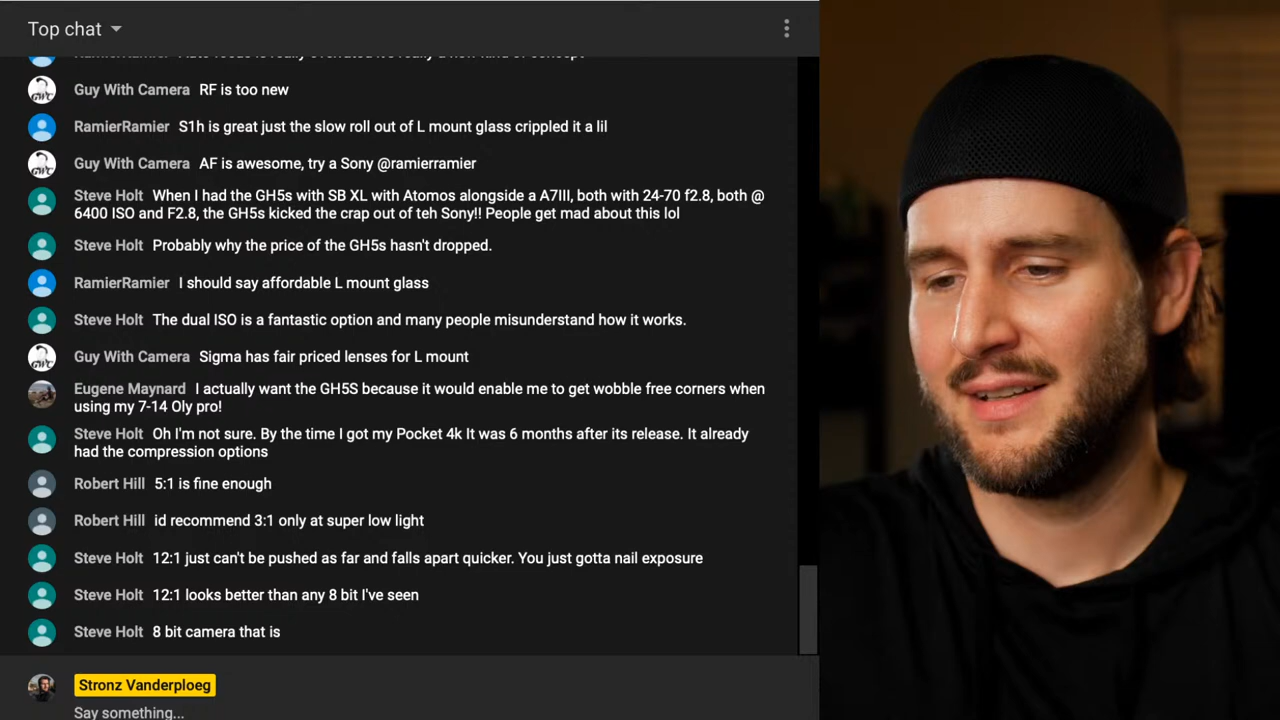 Top chat
Guy With Camera RF is too new
RamierRamier S1h is great just the slow roll out of L mount glass crippled it a lil
Guy With Camera AF is awesome, try a Sony @ramierramier
Steve Holt When I had the GH5s with SB XL with Atomos alongside a A7III, both with 24-70 f2.8, both @
6400 ISO and F2.8, the GH5s kicked the crap out of teh Sony!! People get mad about this lol
Steve Holt Probably why the price of the GH5s hasn't dropped.
RamierRamier I should say affordable L mount glass
Steve Holt The dual ISO is a fantastic option and many people misunderstand how it works.
Guy With Camera Sigma has fair priced lenses for L mount
Eugene Maynard I actually want the GH5S because it would enable me to get wobble free corners when
using my 7-14 Oly pro!
Steve Holt Oh I'm not sure. By the time I got my Pocket 4k It was 6 months after its release. It already
had the compression options
Robert Hill 5:1 is fine enough
Robert Hill id recommend 3:1 only at super low light
Steve Holt 12:1 just can't be pushed as far and falls apart quicker. You just gotta nail exposure
Steve Holt 12:1 looks better than any 8 bit I've seen
Steve Holt 8 bit camera that is
Stronz Vanderploeg
Say something...